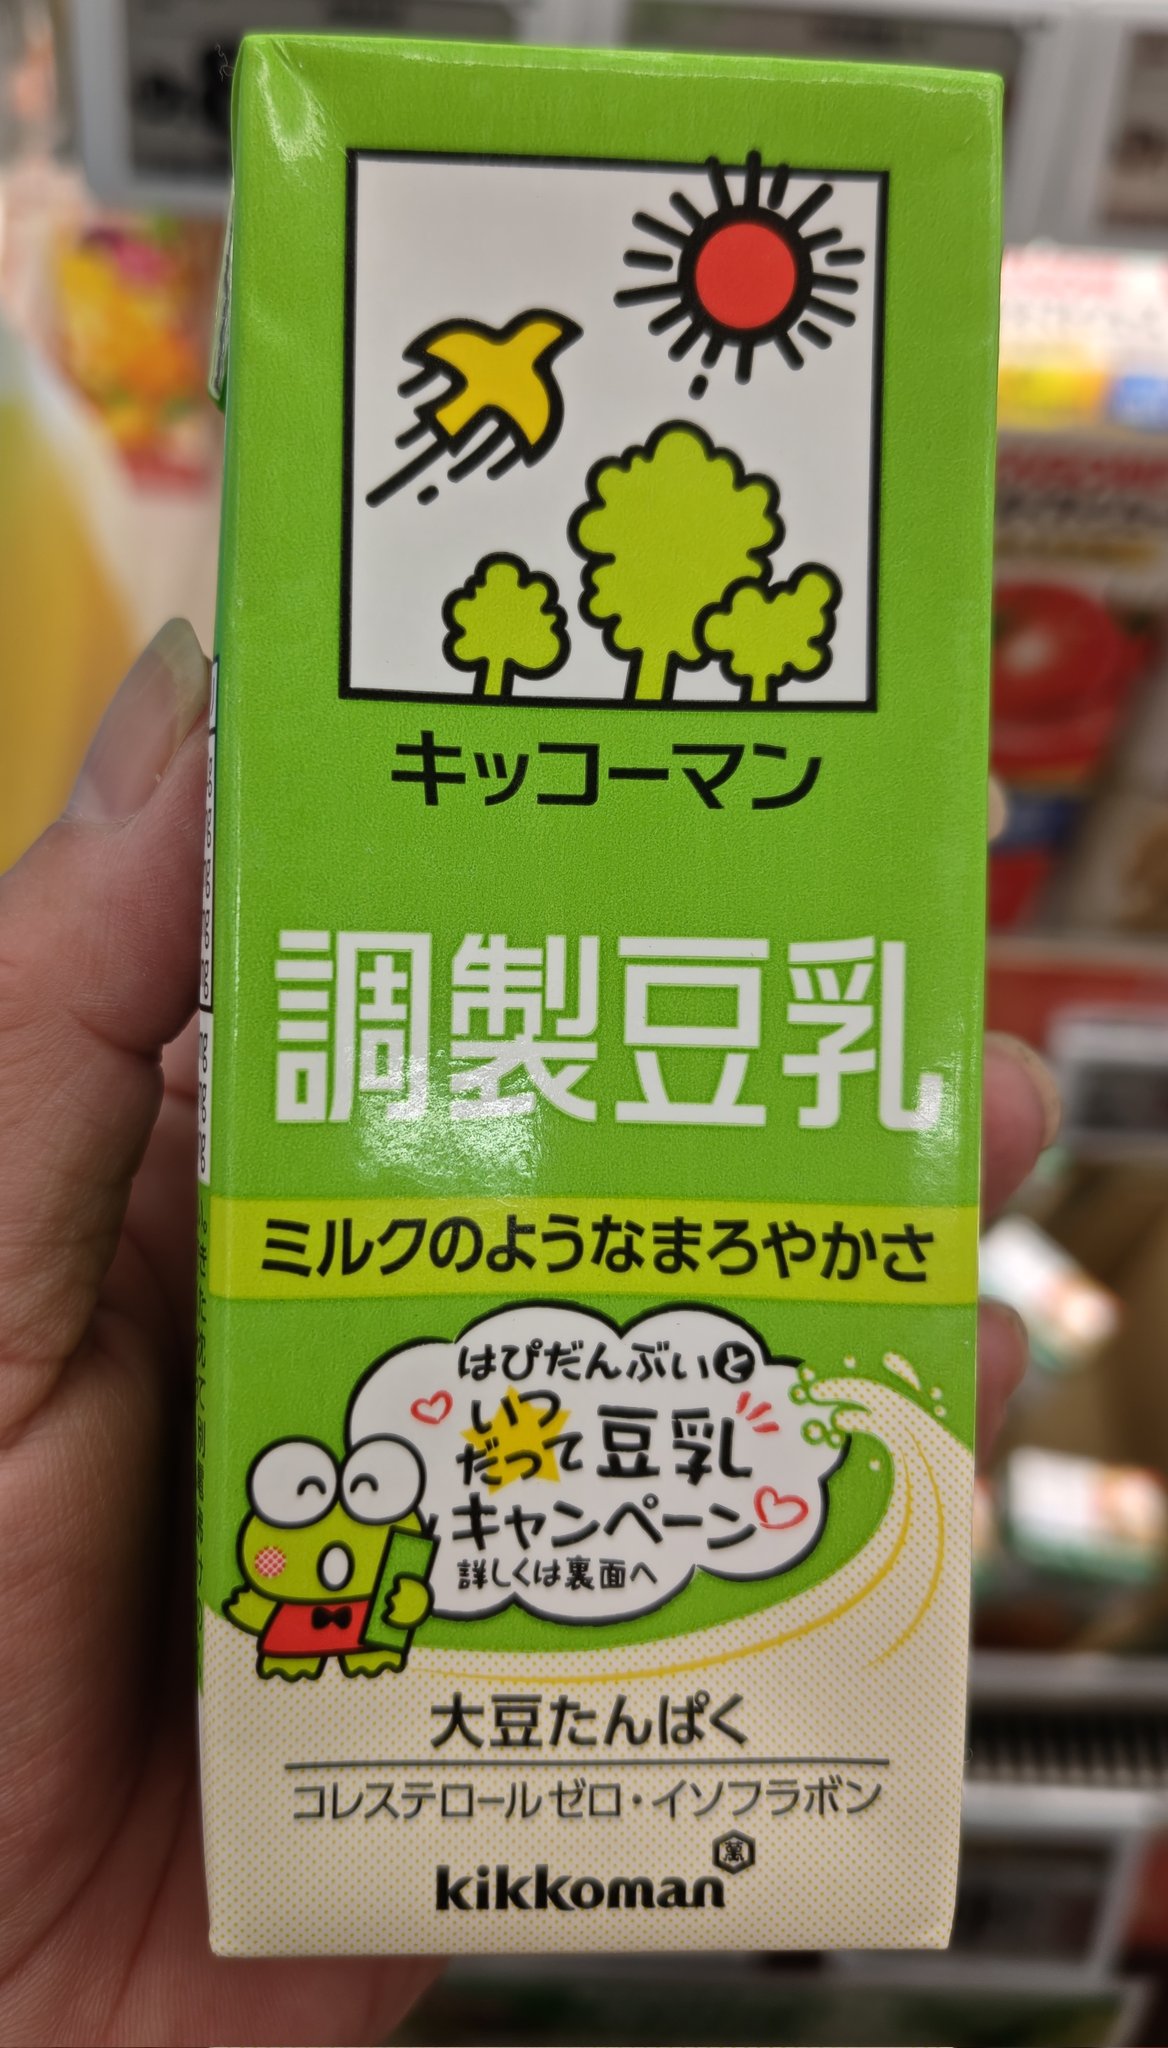 キッコーマン
調製豆乳
ミルクのようなまろやかさ
はぴだんぶいと
いつ
だって豆乳
キャンペーン
詳しくは裏面へ
大豆たんぱく
コレステロールゼロ・イソフラボン
萬
kikkoman